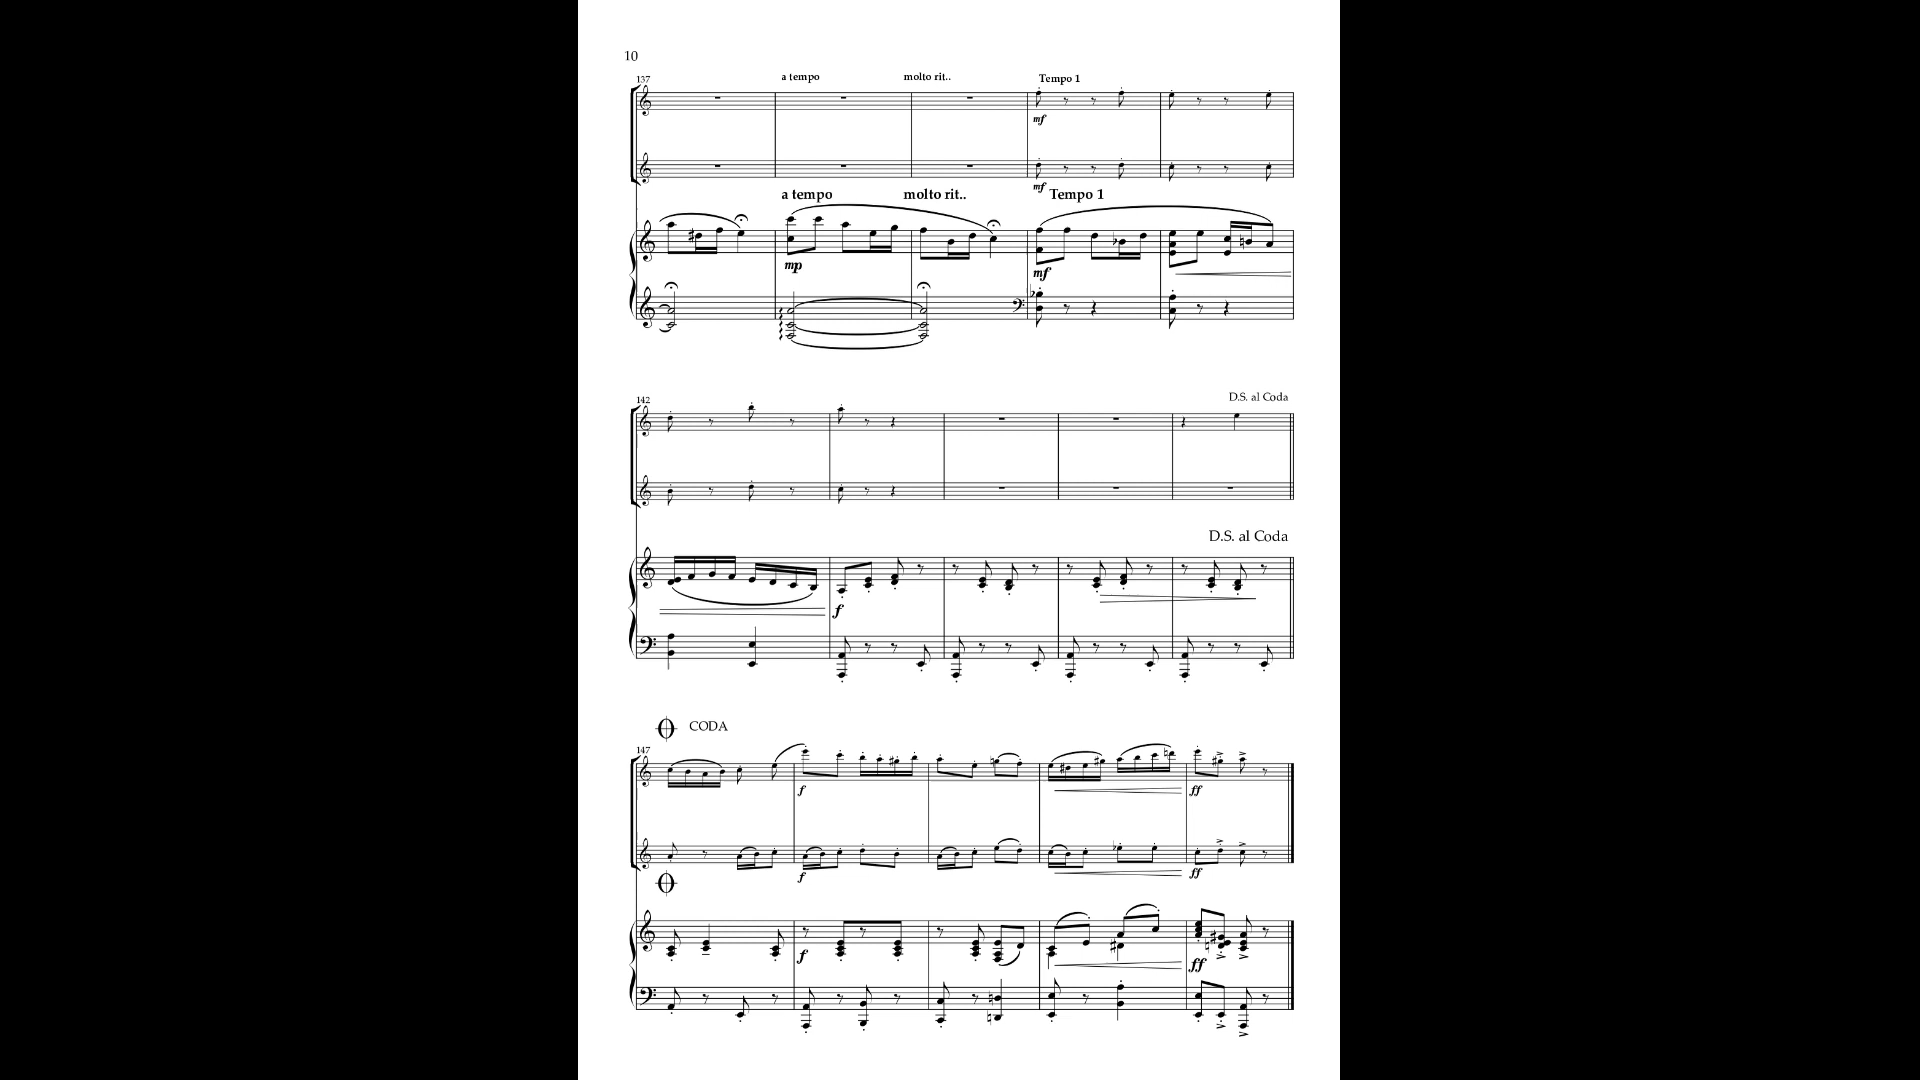 10
137
a tempo molto rit.. Tempo 1
mf
mf
a tempo molto rit.. Tempo 1
mp mf
142
D.S. al Coda
D.S. al Coda
f
CODA
147
f ff
f ff
f ff